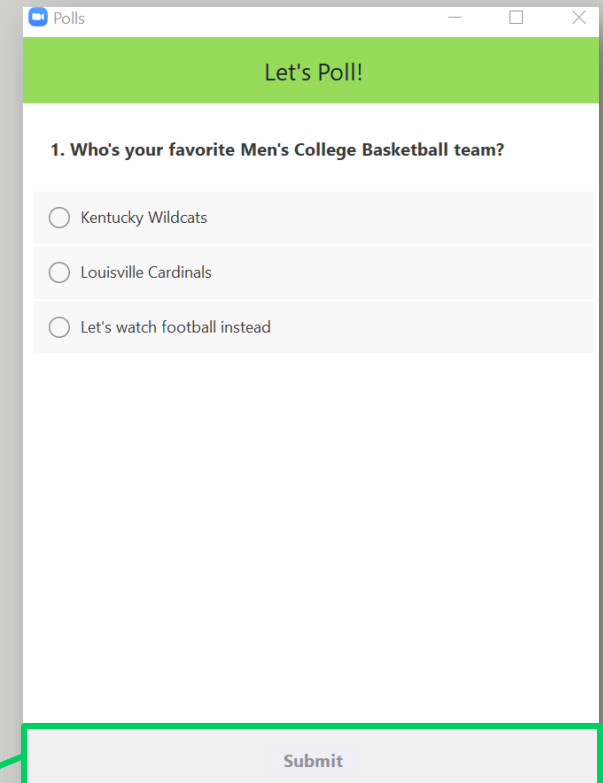 Polls
Let's Poll!
1. Who's your favorite Men's College Basketball team?
Kentucky Wildcats
Louisville Cardinals
Let's watch football instead
Submit